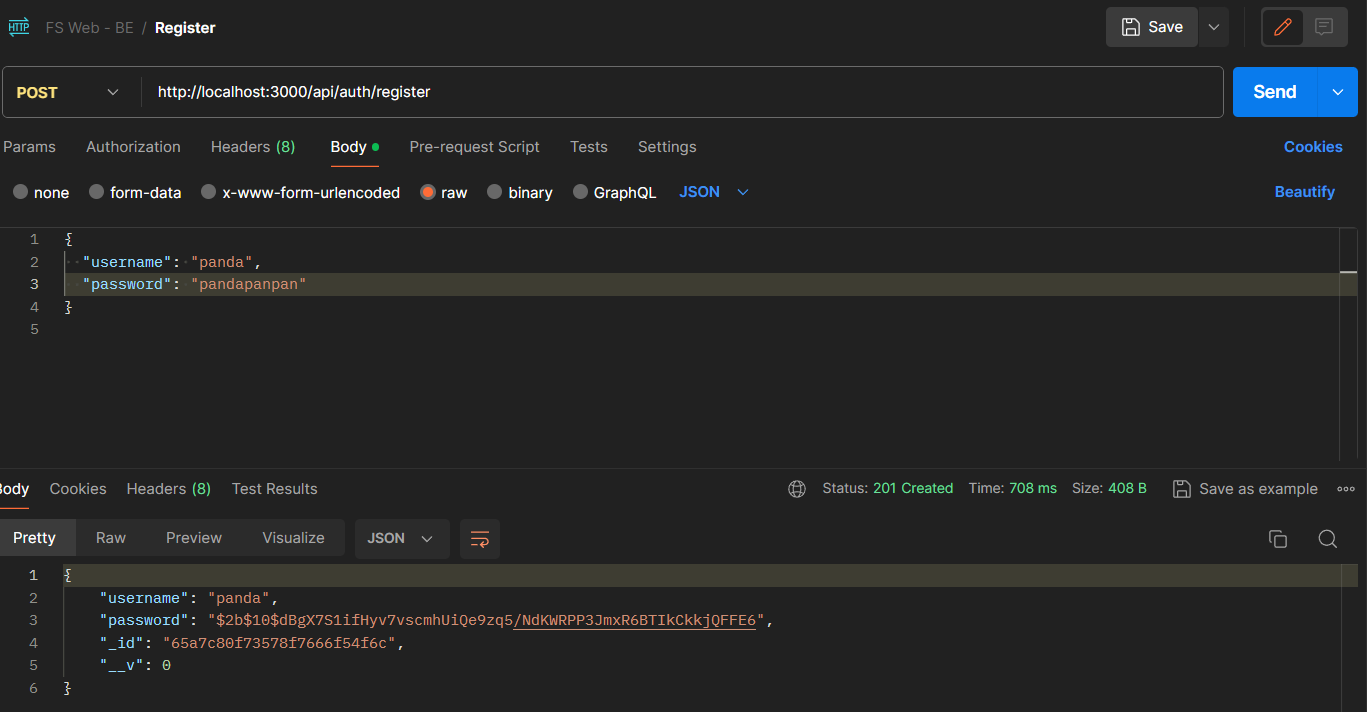 HTTP FS Web - BE / Register Save
POST http://localhost:3000/api/auth/register Send
Params Authorization Headers (8) Body Pre-request Script Tests Settings Cookies
none form-data x-www-form-urlencoded raw binary GraphQL JSON Beautify
1 {
2 "username": "panda",
3 "password": "pandapanpan"
4 }
5
Body Cookies Headers (8) Test Results Status: 201 Created Time: 708 ms Size: 408 B Save as example
Pretty Raw Preview Visualize JSON
1 {
2 "username": "panda",
3 "password": "$2b$10$dBgX7S1ifHyv7vscmhUiQe9zq5/NdKWRPP3JmxR6BTIkCkkjQFFE6",
4 "_id": "65a7c80f73578f7666f54f6c",
5 "__v": 0
6 }